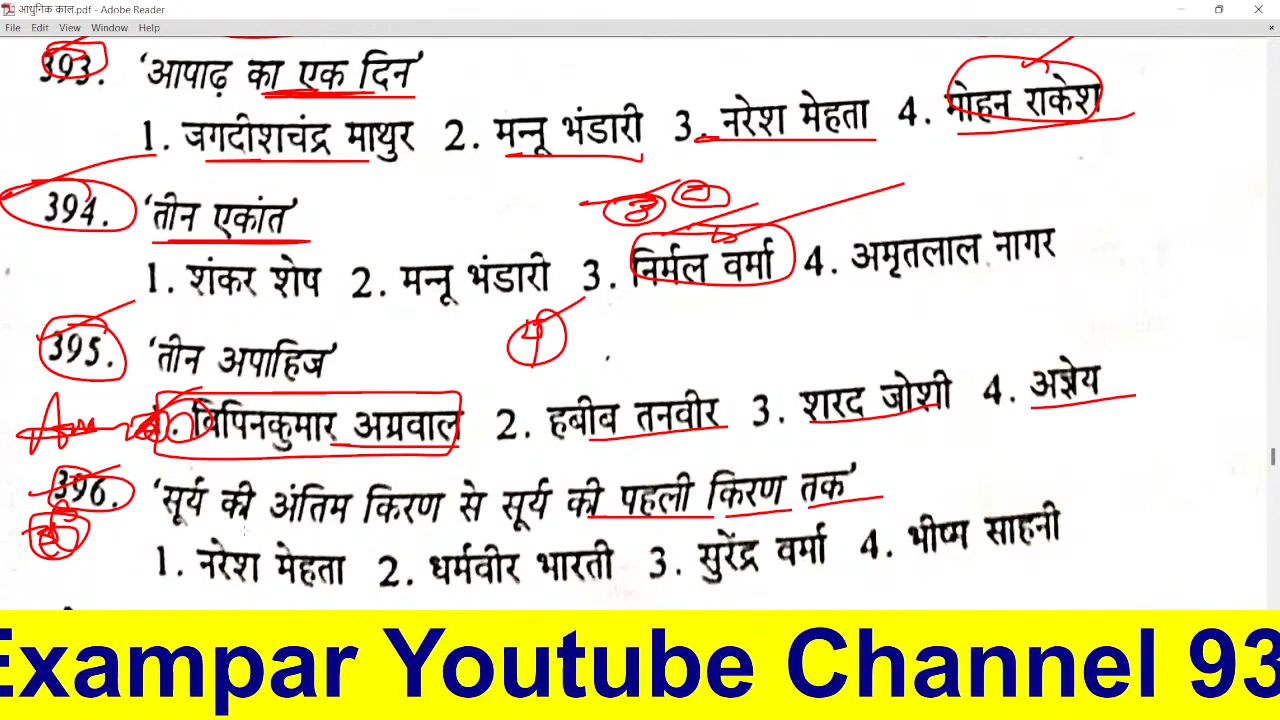 आधुनिक काल.pdf - Adobe Reader
File Edit View Window Help
393. 'आषाढ़ का एक दिन'
1. जगदीशचंद्र माथुर 2. मन्नू भंडारी 3. नरेश मेहता 4. मोहन राकेश
394. 'तीन एकांत'
3
1. शंकर शेष 2. मन्नू भंडारी 3. निर्मल वर्मा 4. अमृतलाल नागर
395. 'तीन अपाहिज'
4
1. विपिनकुमार अग्रवाल 2. हबीब तनवीर 3. शरद जोशी 4. अज्ञेय
396. 'सूर्य की अंतिम किरण से सूर्य की पहली किरण तक'
1. नरेश मेहता 2. धर्मवीर भारती 3. सुरेंद्र वर्मा 4. भीष्म साहनी
Exampar Youtube Channel 93